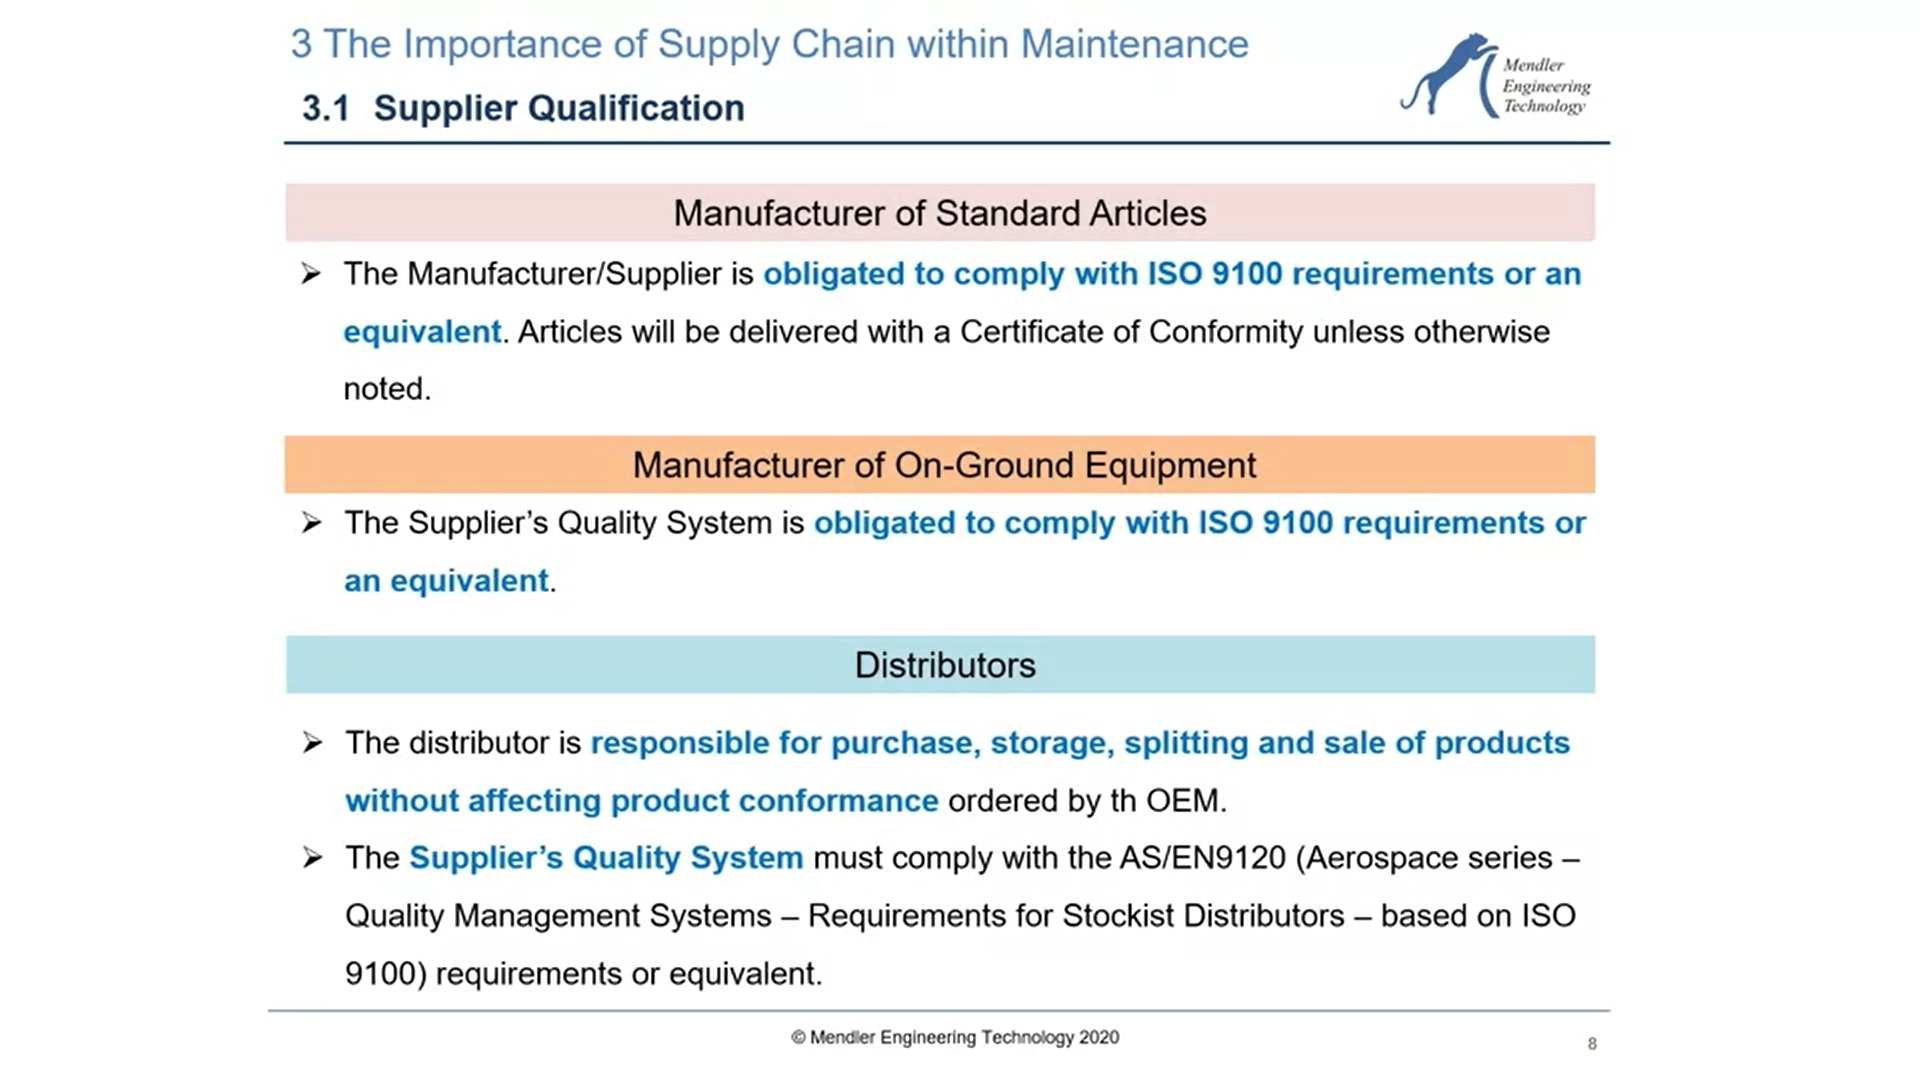 3 The Importance of Supply Chain within Maintenance
3.1 Supplier Qualification
Mendler
Engineering
Technology
Manufacturer of Standard Articles
➢ The Manufacturer/Supplier is obligated to comply with ISO 9100 requirements or an
equivalent. Articles will be delivered with a Certificate of Conformity unless otherwise
noted.
Manufacturer of On-Ground Equipment
➢ The Supplier’s Quality System is obligated to comply with ISO 9100 requirements or
an equivalent.
Distributors
➢ The distributor is responsible for purchase, storage, splitting and sale of products
without affecting product conformance ordered by th OEM.
➢ The Supplier’s Quality System must comply with the AS/EN9120 (Aerospace series –
Quality Management Systems – Requirements for Stockist Distributors – based on ISO
9100) requirements or equivalent.
© Mendler Engineering Technology 2020
8